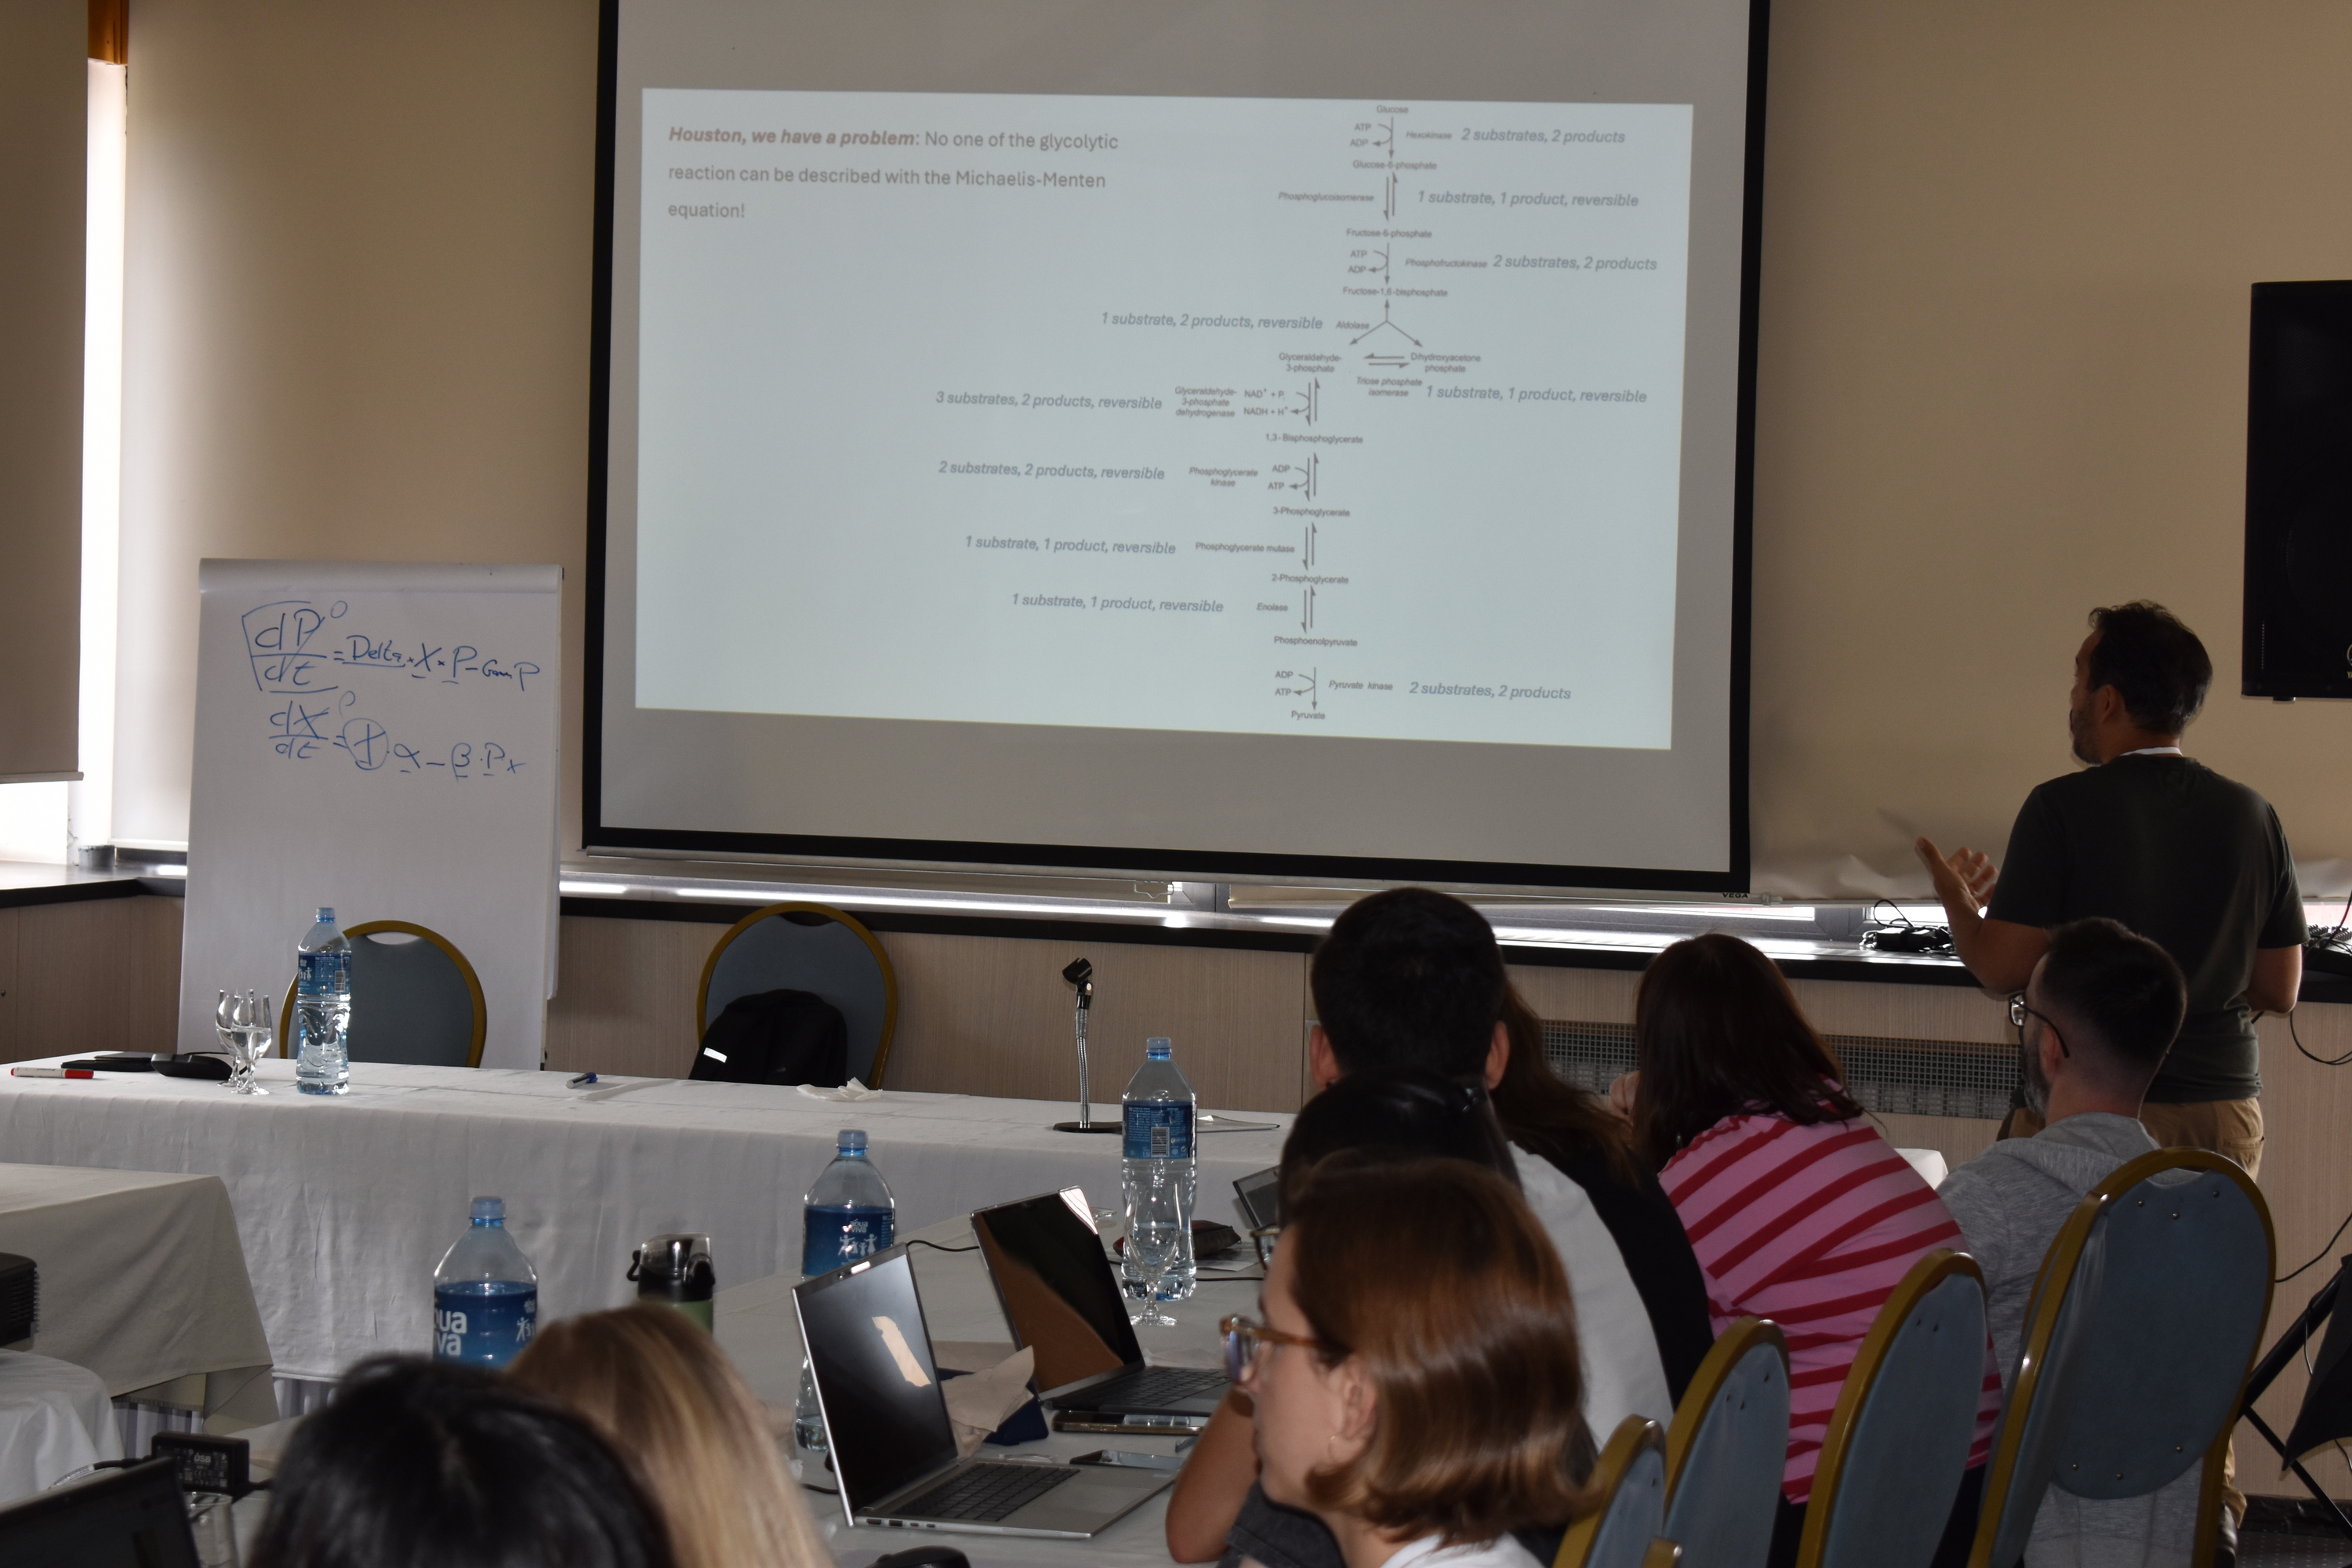 Houston, we have a problem: No one of the glycolytic
reaction can be described with the Michaelis-Menten
equation!
Glucose
ATP
ADP
Hexokinase 2 substrates, 2 products
Glucose-6-phosphate
Phosphoglucoisomerase 1 substrate, 1 product, reversible
Fructose-6-phosphate
ATP
ADP
Phosphofructokinase 2 substrates, 2 products
Fructose-1,6-bisphosphate
1 substrate, 2 products, reversible Aldolase
Glyceraldehyde-
3-phosphate
Dihydroxyacetone
phosphate
Triose phosphate
isomerase
1 substrate, 1 product, reversible
3 substrates, 2 products, reversible
Glyceraldehyde-
3-phosphate
dehydrogenase
NAD+ + Pi
NADH + H+
1,3-Bisphosphoglycerate
2 substrates, 2 products, reversible
Phosphoglycerate
kinase
ADP
ATP
3-Phosphoglycerate
1 substrate, 1 product, reversible Phosphoglycerate mutase
2-Phosphoglycerate
1 substrate, 1 product, reversible Enolase
Phosphoenolpyruvate
ADP
ATP
Pyruvate kinase 2 substrates, 2 products
Pyruvate
VEGA
dP/dt = Delta * X * P - Gam P
dX/dt = I · α - β · P x